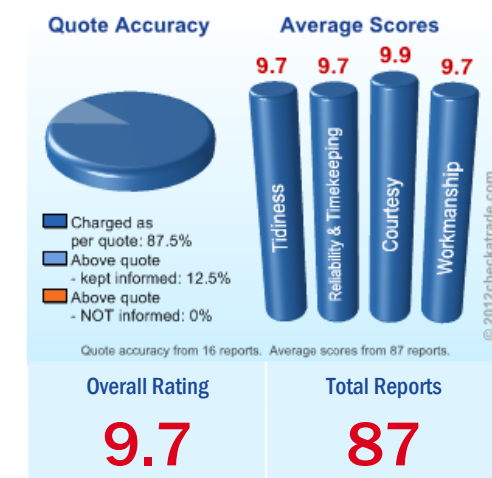 Quote Accuracy
Average Scores
9.7
9.7
9.9
9.7
Tidiness
Reliability & Timekeeping
Courtesy
Workmanship
Charged as
per quote: 87.5%
Above quote
- kept informed: 12.5%
Above quote
- NOT informed: 0%
© 2012checkatrade.com
Quote accuracy from 16 reports. Average scores from 87 reports.
Overall Rating
Total Reports
9.7
87